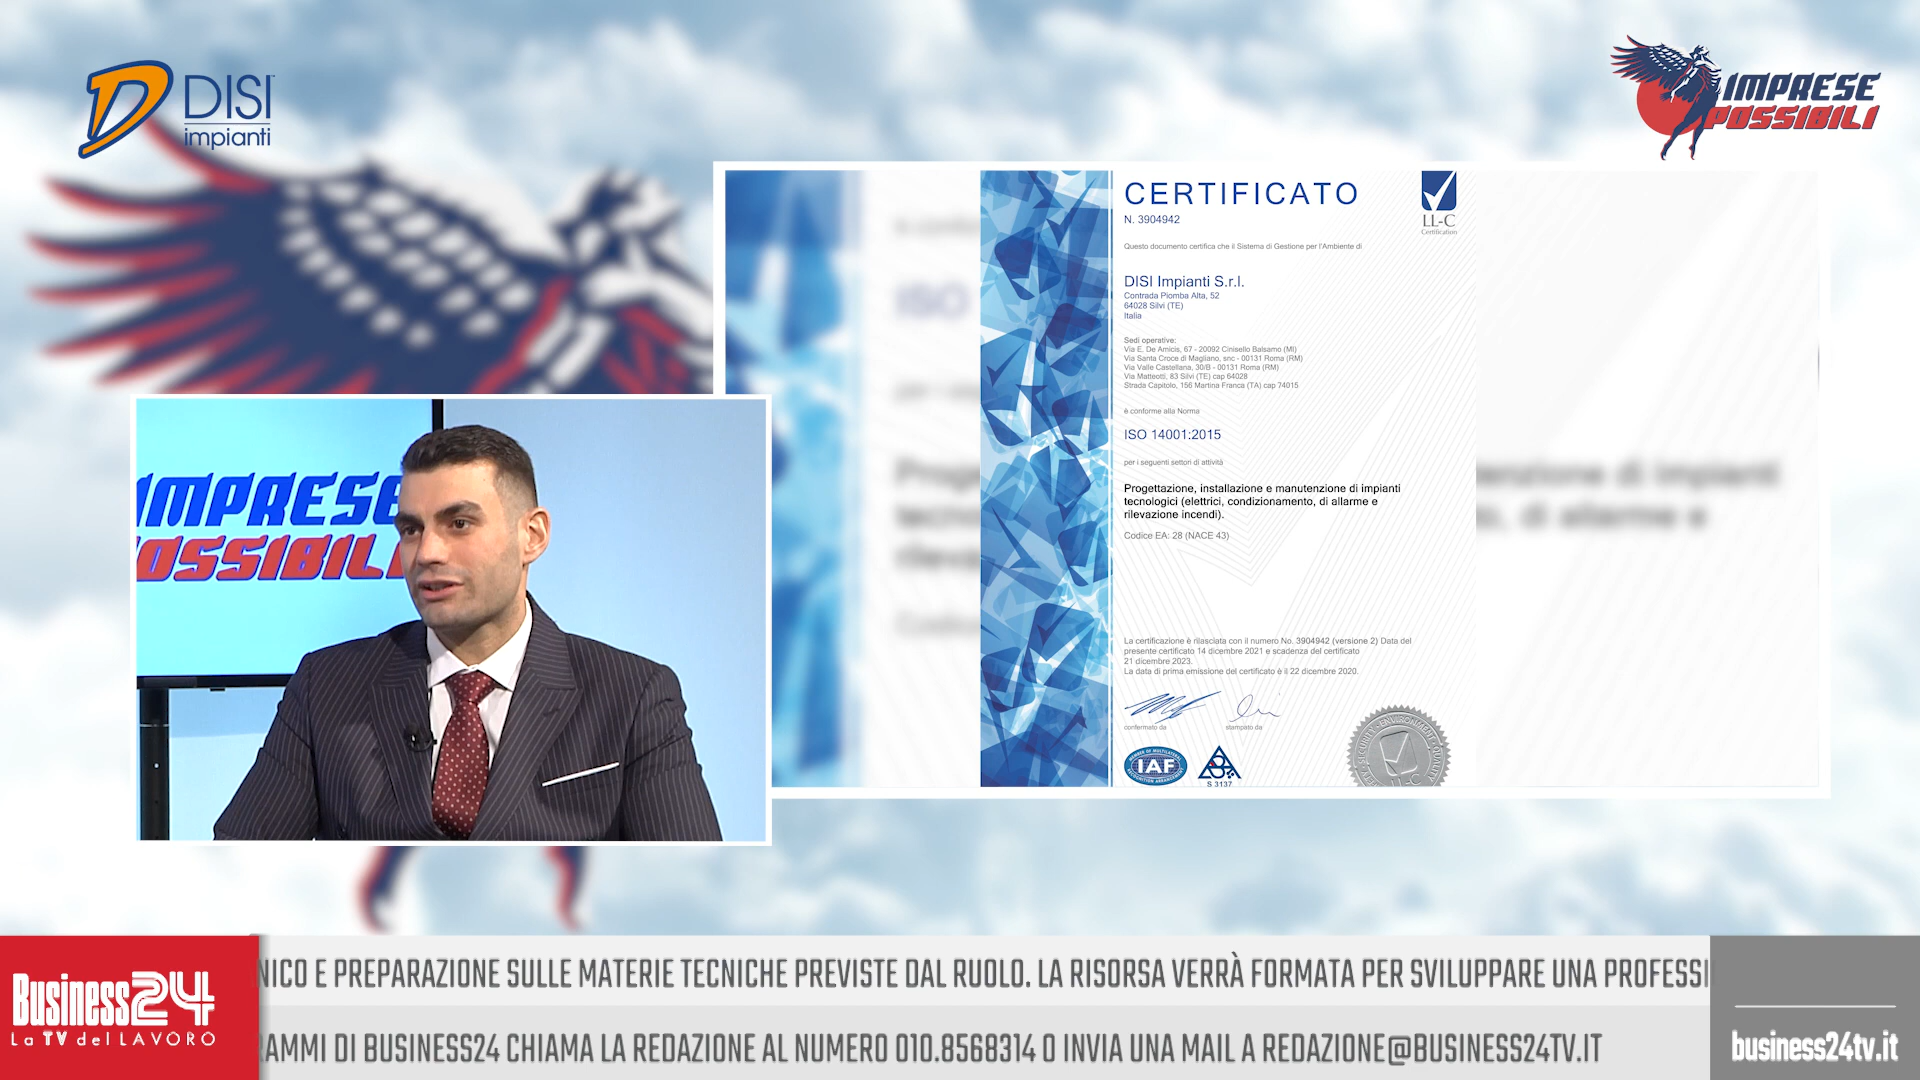 DISI
impianti
IMPRESE
POSSIBILI
CERTIFICATO
N. 3904942
LL-C
Certification
Questo documento certifica che il Sistema di Gestione per l'Ambiente di
DISI Impianti S.r.l.
Contrada Piomba Alta, 52
64028 Silvi (TE)
Italia
Sedi operative:
Via E. De Amicis, 67 - 20092 Cinisello Balsamo (MI)
Via Santa Croce di Magliano, snc - 00131 Roma (RM)
Via Valle Castellana, 30/B - 00131 Roma (RM)
Via Matteotti, 83 Silvi (TE) cap 64028
Strada Capitolo, 156 Martina Franca (TA) cap 74015
è conforme alla Norma
ISO 14001:2015
per i seguenti settori di attività
Progettazione, installazione e manutenzione di impianti
tecnologici (elettrici, condizionamento, di allarme e
rilevazione incendi).
Codice EA: 28 (NACE 43)
La certificazione è rilasciata con il numero No. 3904942 (versione 2) Data del
presente certificato 14 dicembre 2021 e scadenza del certificato
21 dicembre 2023.
La data di prima emissione del certificato è il 22 dicembre 2020.
confermato da
stampato da
IAF
S 3137
IMPRESE
OSSIBILI
NICO E PREPARAZIONE SULLE MATERIE TECNICHE PREVISTE DAL RUOLO. LA RISORSA VERRÀ FORMATA PER SVILUPPARE UNA PROFESSI
RAMMI DI BUSINESS24 CHIAMA LA REDAZIONE AL NUMERO 010.8568314 O INVIA UNA MAIL A REDAZIONE@BUSINESS24TV.IT
Business24
La TV del LAVORO
business24tv.it